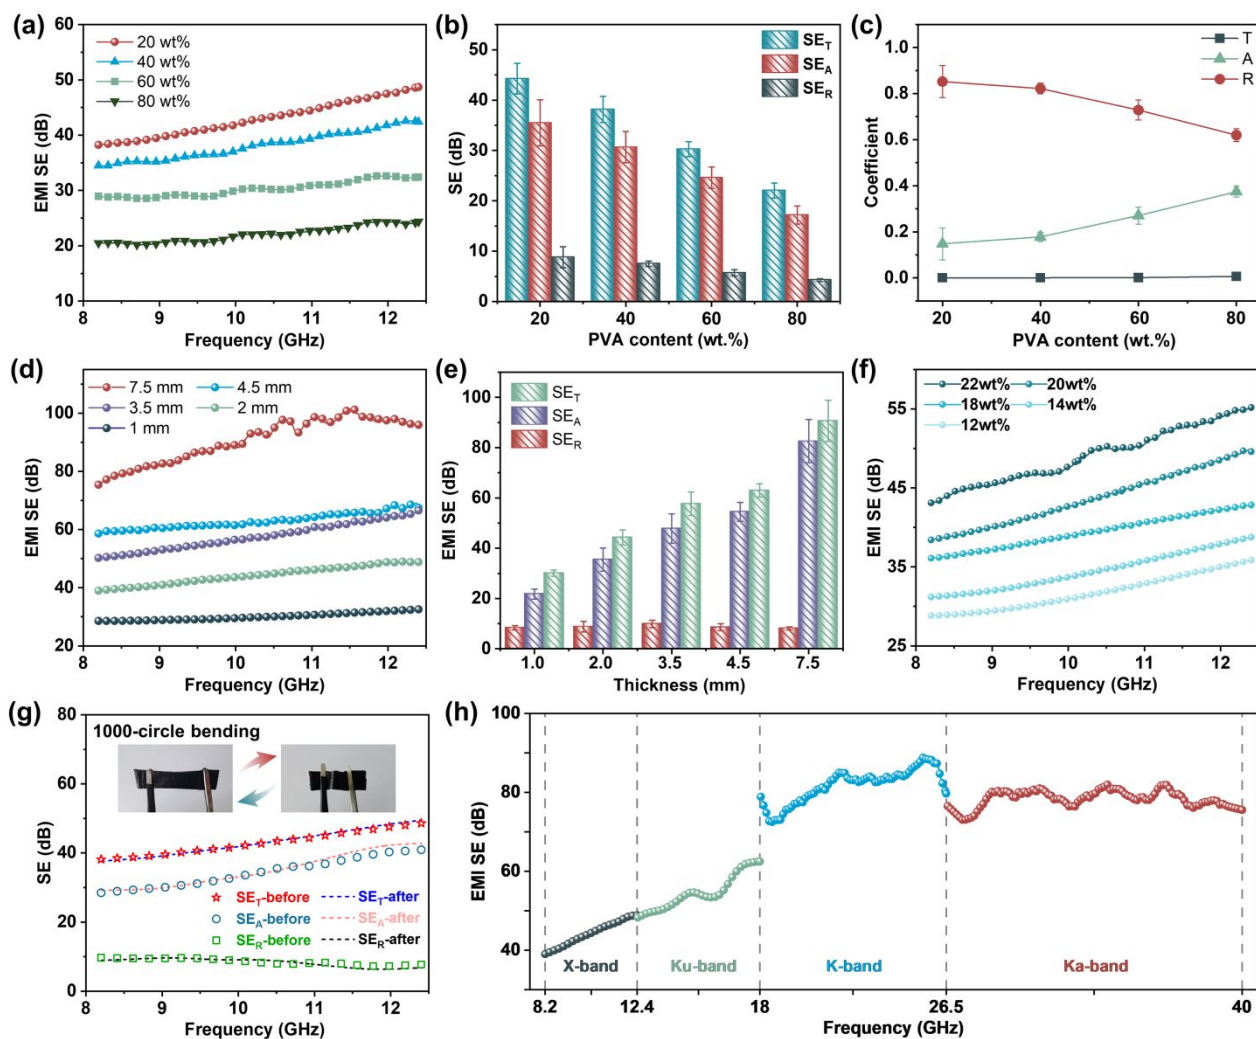 (a)
60
50
40
30
20
10
EMI SE (dB)
20 wt%
40 wt%
60 wt%
80 wt%
8 9 10 11 12
Frequency (GHz)
(b)
60
50
40
30
20
10
0
SE (dB)
SE_T
SE_A
SE_R
20 40 60 80
PVA content (wt.%)
(c)
1.0
0.8
0.6
0.4
0.2
0.0
Coefficient
T
A
R
20 40 60 80
PVA content (wt.%)
(d)
100
80
60
40
20
EMI SE (dB)
7.5 mm 4.5 mm
3.5 mm 2 mm
1 mm
8 9 10 11 12
Frequency (GHz)
(e)
100
80
60
40
20
0
EMI SE (dB)
SE_T
SE_A
SE_R
1.0 2.0 3.5 4.5 7.5
Thickness (mm)
(f)
55
45
35
25
EMI SE (dB)
22wt% 20wt%
18wt% 14wt%
12wt%
9 10 11 12
Frequency (GHz)
(g)
80
60
40
20
0
SE (dB)
1000-circle bending
SE_T-before SE_T-after
SE_A-before SE_A-after
SE_R-before SE_R-after
8 9 10 11 12
Frequency (GHz)
(h)
100
80
60
40
EMI SE (dB)
X-band Ku-band K-band Ka-band
8.2 12.4 18 26.5 40
Frequency (GHz)